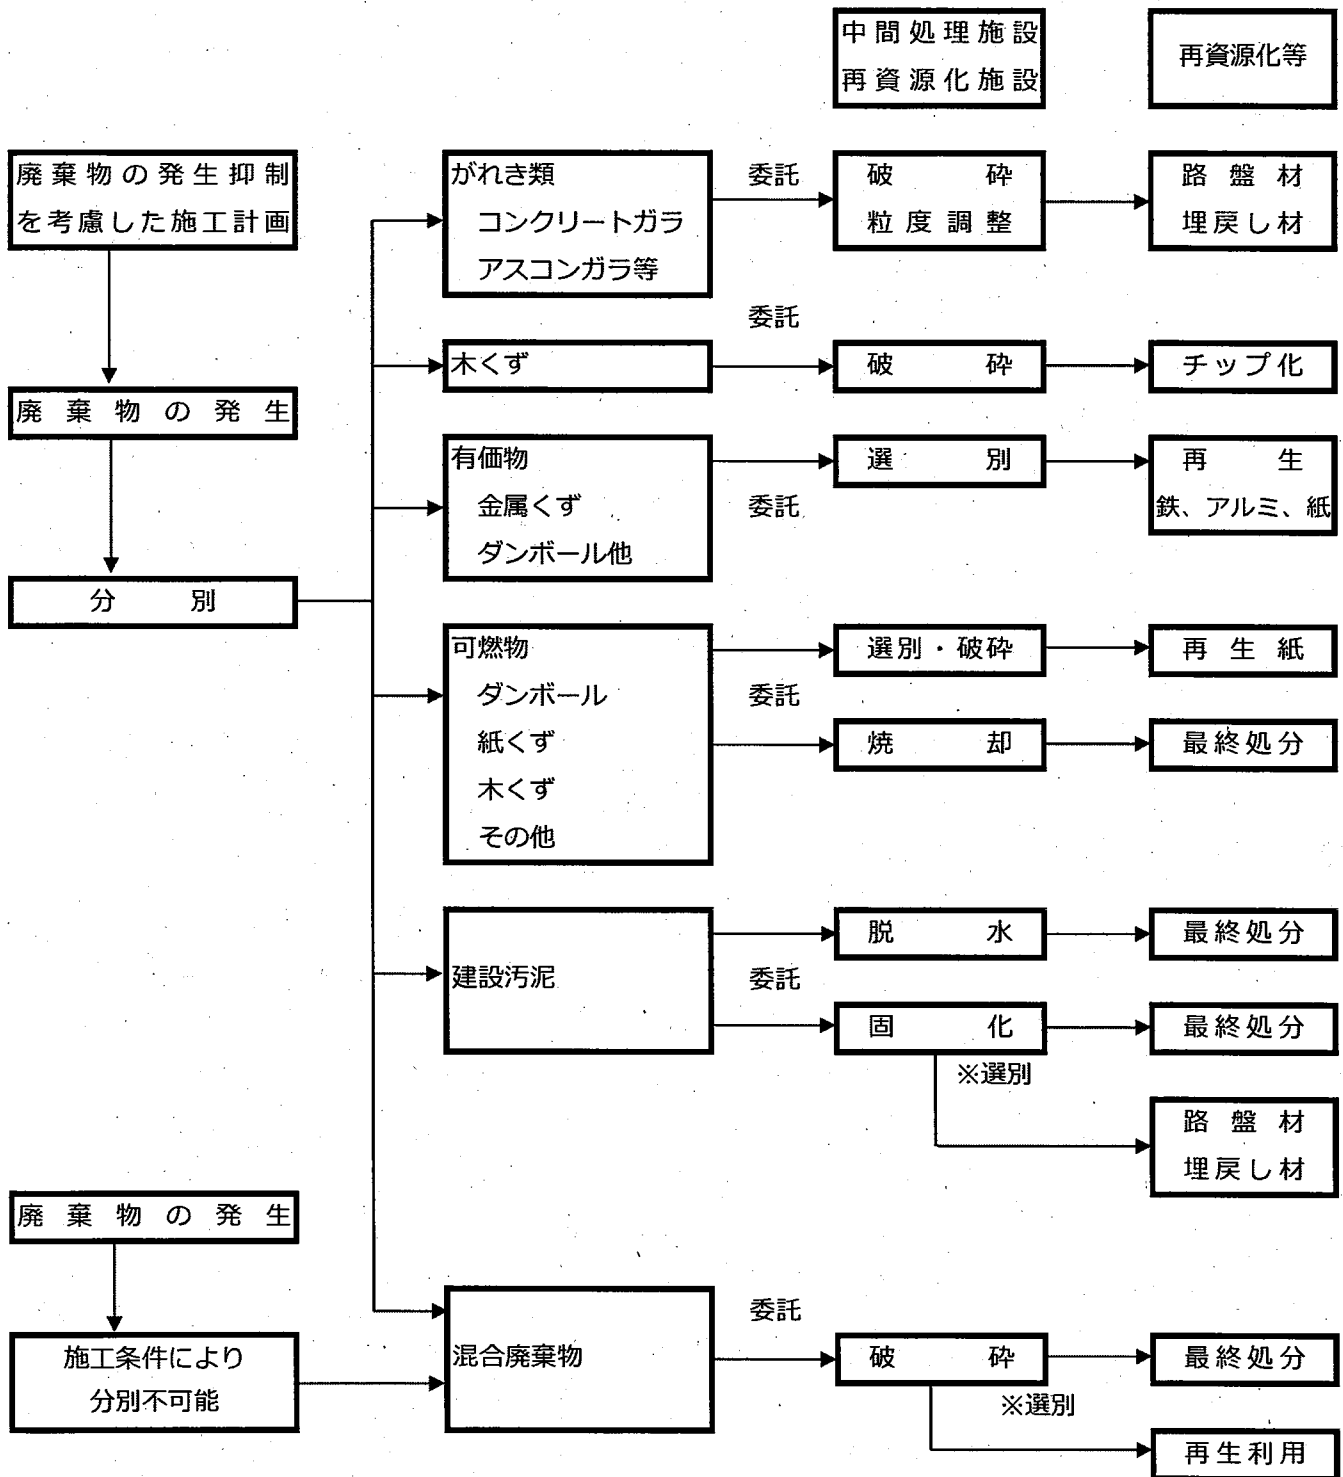 中間処理施設
再資源化施設
再資源化等
廃棄物の発生抑制
を考慮した施工計画
廃棄物の発生
分別
がれき類
コンクリートガラ
アスコンガラ等
委託
破砕
粒度調整
路盤材
埋戻し材
木くず
委託
破砕
チップ化
有価物
金属くず
ダンボール他
委託
選別
再生
鉄、アルミ、紙
可燃物
ダンボール
紙くず
木くず
その他
委託
選別・破砕
再生紙
焼却
最終処分
建設汚泥
委託
脱水
最終処分
固化
※選別
最終処分
路盤材
埋戻し材
廃棄物の発生
施工条件により
分別不可能
混合廃棄物
委託
破砕
※選別
最終処分
再生利用